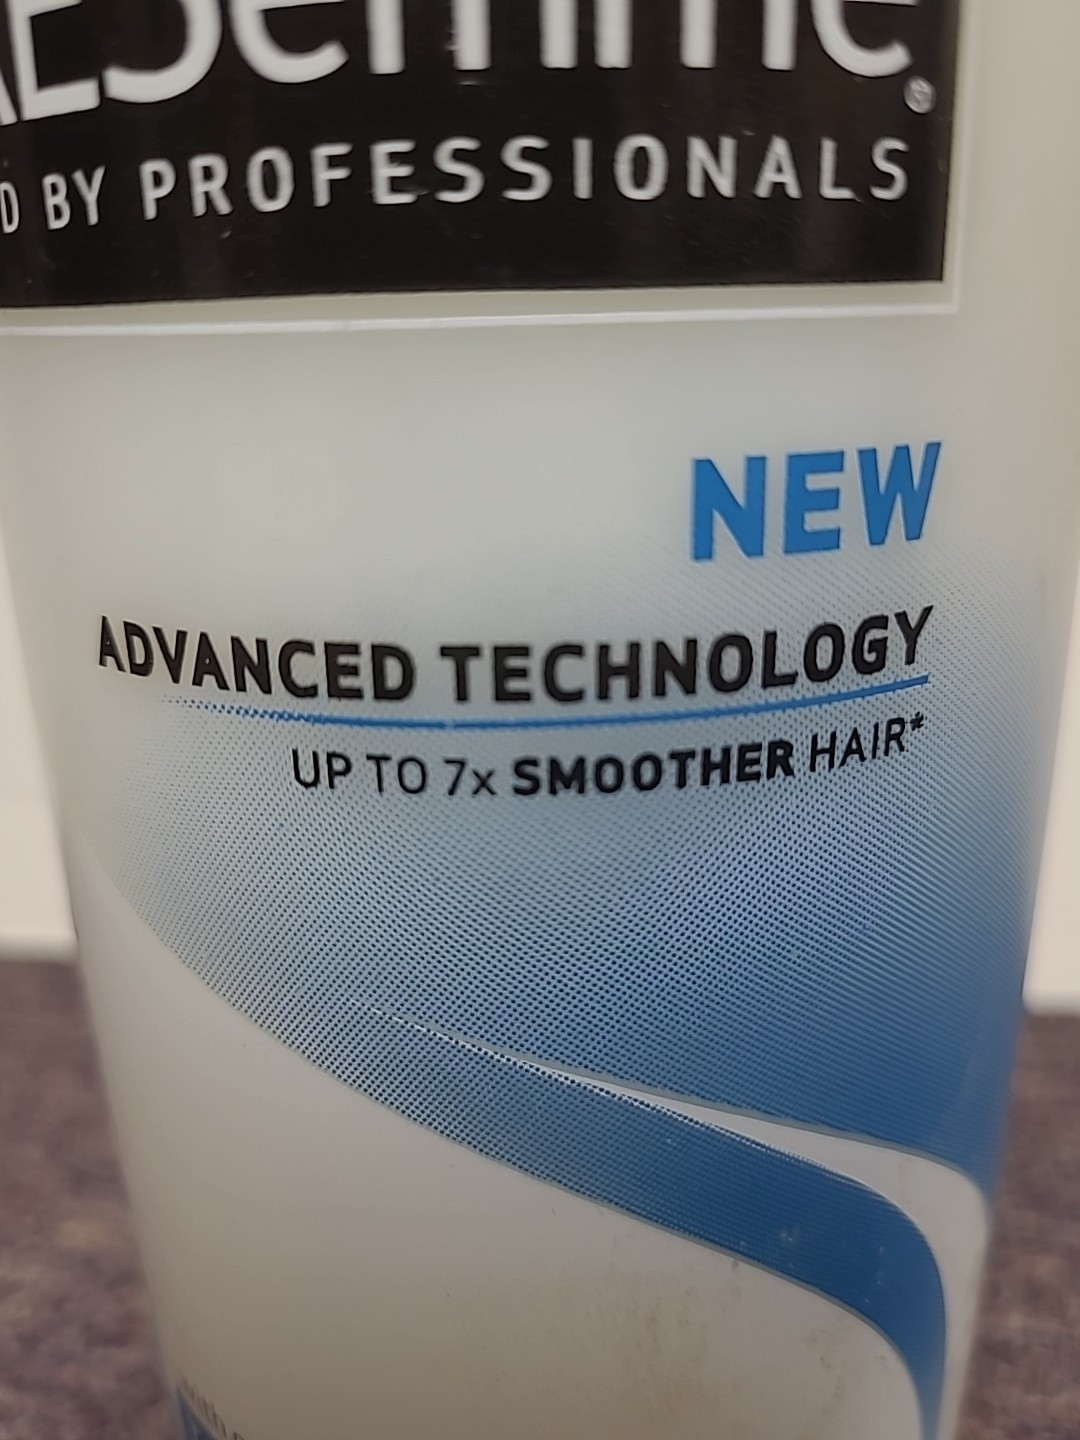 D BY PROFESSIONALS
NEW
ADVANCED TECHNOLOGY
UP TO 7x SMOOTHER HAIR*